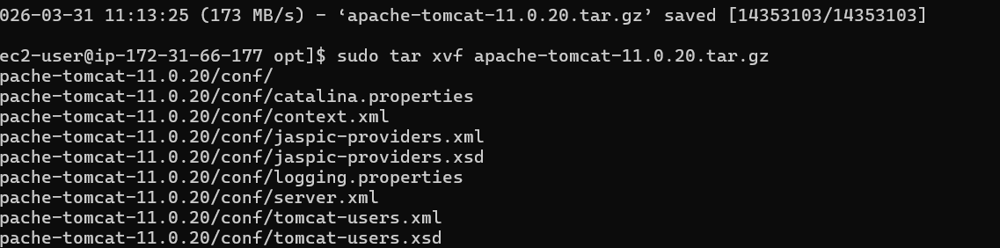 026-03-31 11:13:25 (173 MB/s) - ‘apache-tomcat-11.0.20.tar.gz’ saved [14353103/14353103]
ec2-user@ip-172-31-66-177 opt]$ sudo tar xvf apache-tomcat-11.0.20.tar.gz
pache-tomcat-11.0.20/conf/
pache-tomcat-11.0.20/conf/catalina.properties
pache-tomcat-11.0.20/conf/context.xml
pache-tomcat-11.0.20/conf/jaspic-providers.xml
pache-tomcat-11.0.20/conf/jaspic-providers.xsd
pache-tomcat-11.0.20/conf/logging.properties
pache-tomcat-11.0.20/conf/server.xml
pache-tomcat-11.0.20/conf/tomcat-users.xml
pache-tomcat-11.0.20/conf/tomcat-users.xsd